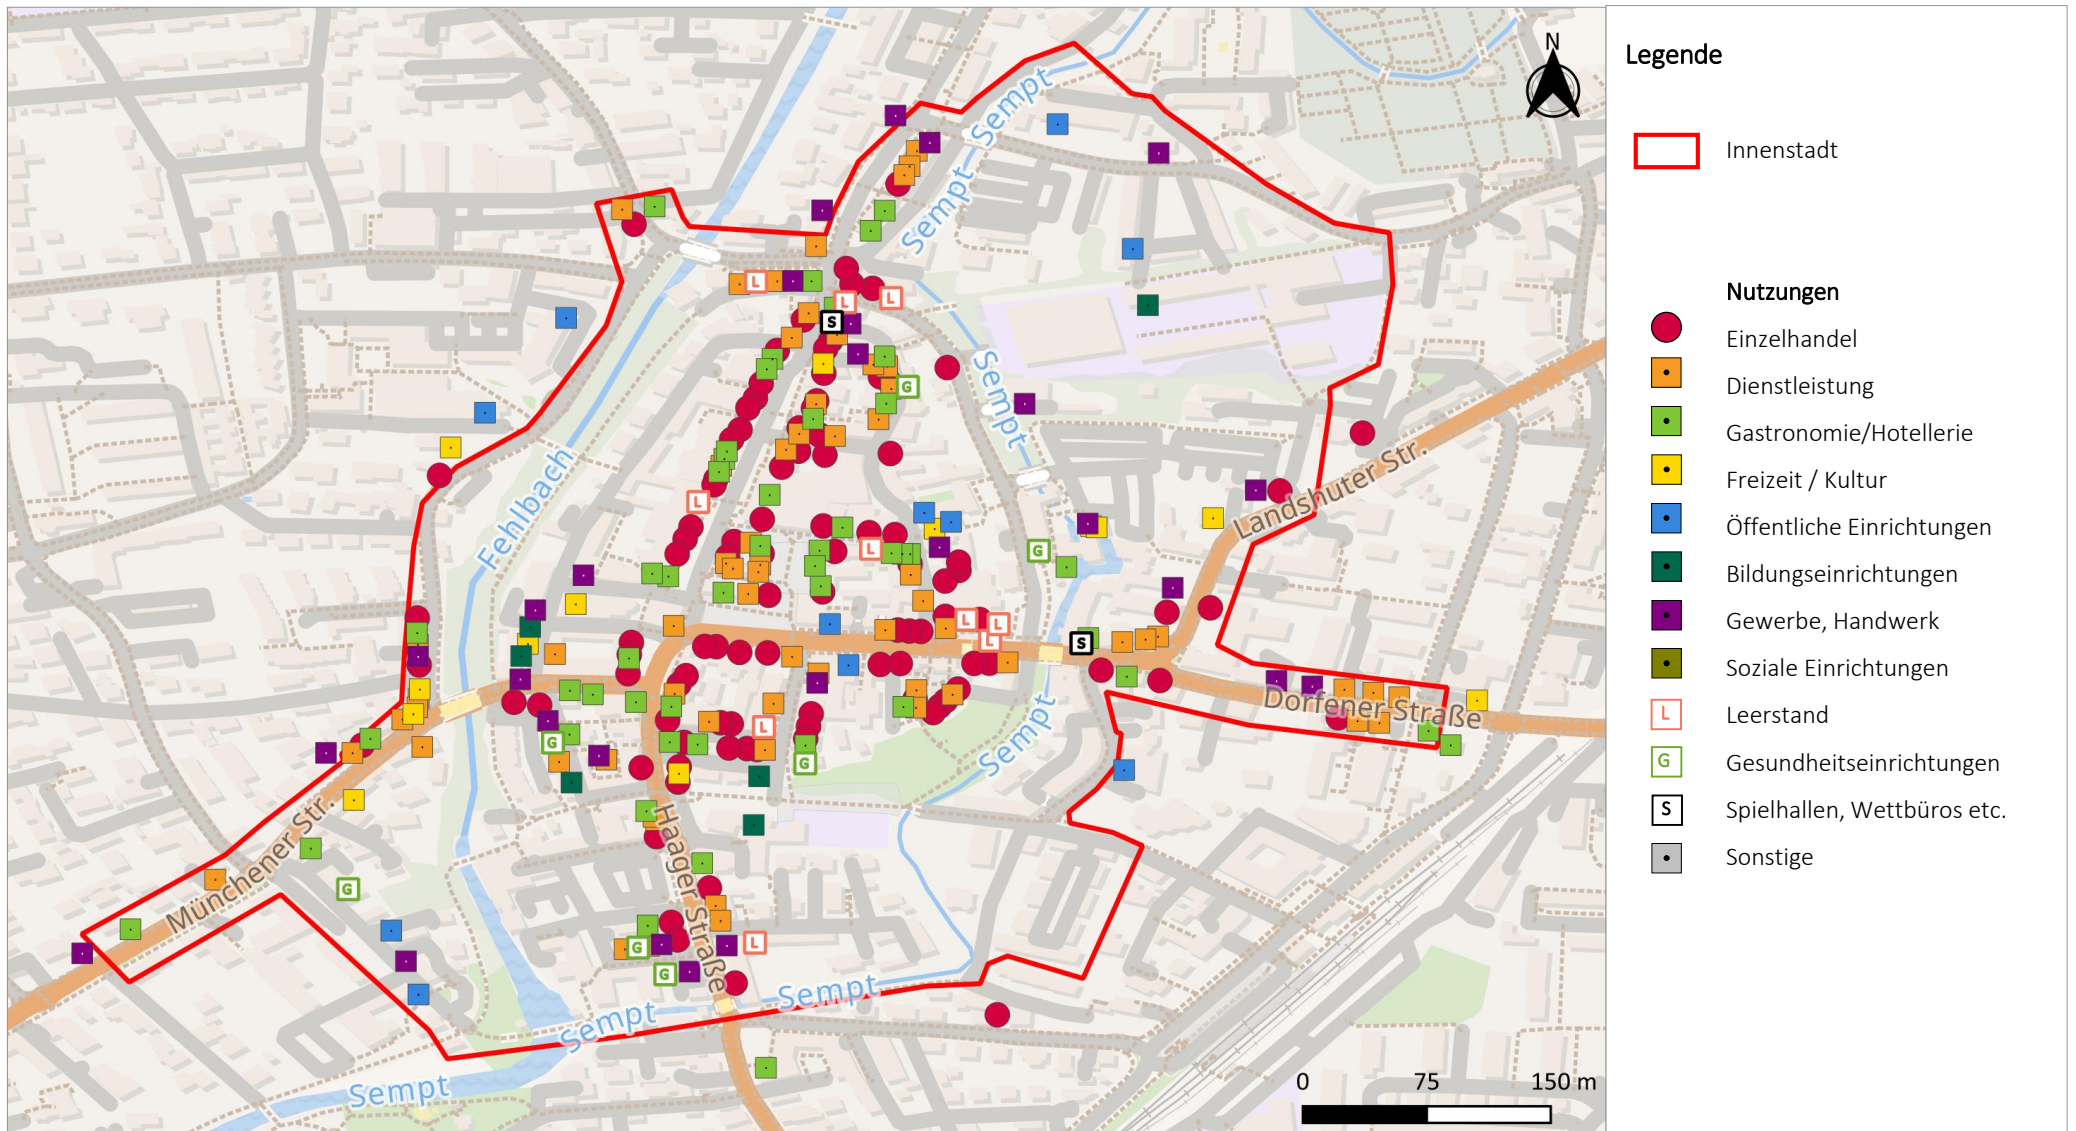 N
Sempt
Sempt
Sempt
Fehlbach
Landshuter Str.
Dorfener Straße
Sempt
Münchener Str.
Haager Straße
Sempt
Sempt
Sempt
L
L
L
S
G
L
L
G
L
L
L
S
G
L
G
G
G
L
G
0 75 150 m
Legende
Innenstadt
Nutzungen
Einzelhandel
Dienstleistung
Gastronomie/Hotellerie
Freizeit / Kultur
Öffentliche Einrichtungen
Bildungseinrichtungen
Gewerbe, Handwerk
Soziale Einrichtungen
L Leerstand
G Gesundheitseinrichtungen
S Spielhallen, Wettbüros etc.
Sonstige